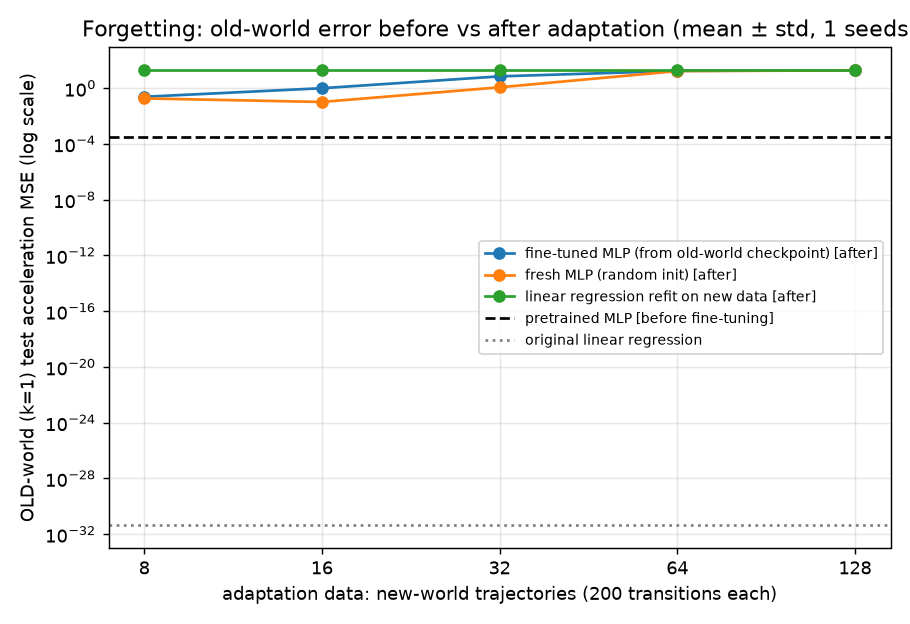 Forgetting: old-world error before vs after adaptation (mean ± std, 1 seeds
OLD-world (k=1) test acceleration MSE (log scale)
10^0
10^-4
10^-8
10^-12
10^-16
10^-20
10^-24
10^-28
10^-32
fine-tuned MLP (from old-world checkpoint) [after]
fresh MLP (random init) [after]
linear regression refit on new data [after]
pretrained MLP [before fine-tuning]
original linear regression
8 16 32 64 128
adaptation data: new-world trajectories (200 transitions each)